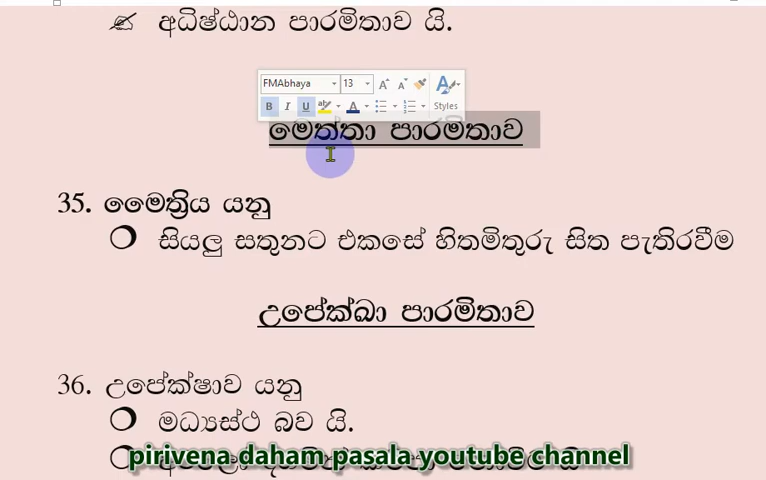 අධිෂ්ඨාන පාරමිතාව යි.
FMAbhaya 13
B I U Styles
මෙත්තා පාරමිතාව
35. මෛත්‍රිය යනු
සියලු සතුනට එකසේ හිතමිතුරු සිත පැතිරවීම
උපේක්ඛා පාරමිතාව
36. උපේක්ෂාව යනු
මධ්‍යස්ථ බව යි.
pirivena daham pasala youtube channel